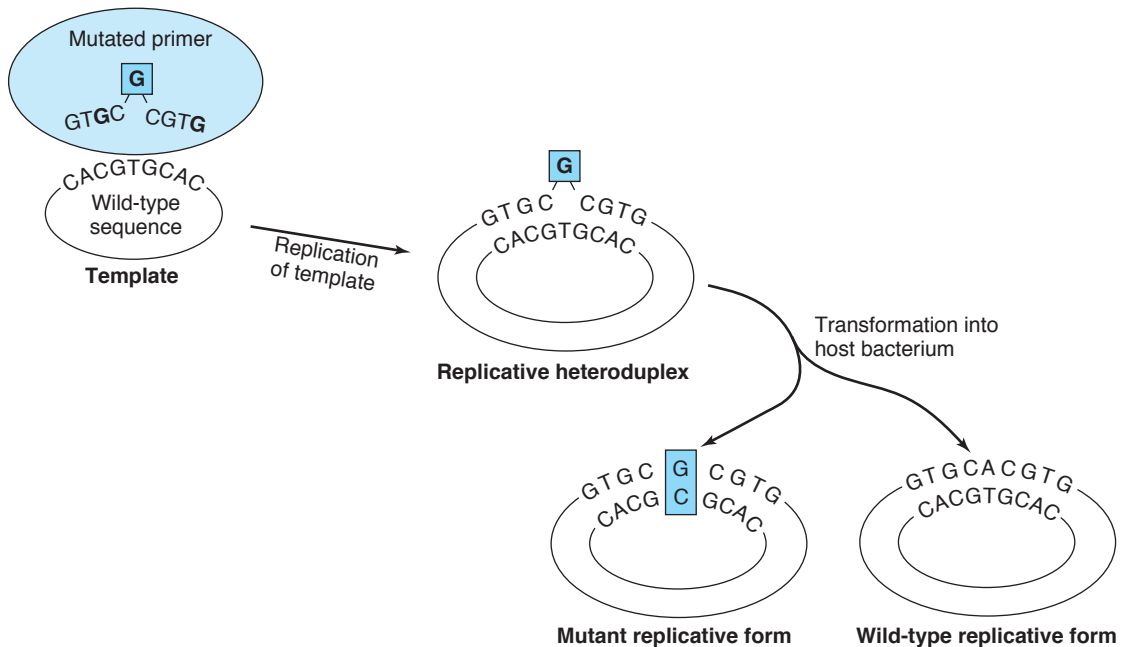 Mutated primer
G
GTGC CGTG
CACGTGCAC
Wild-type
sequence
Template
Replication
of template
G
GTGC CGTG
CACGTGCAC
Replicative heteroduplex
Transformation into
host bacterium
GTGC G CGTG
CACG C GCAC
Mutant replicative form
GTGCACGTG
CACGTGCAC
Wild-type replicative form